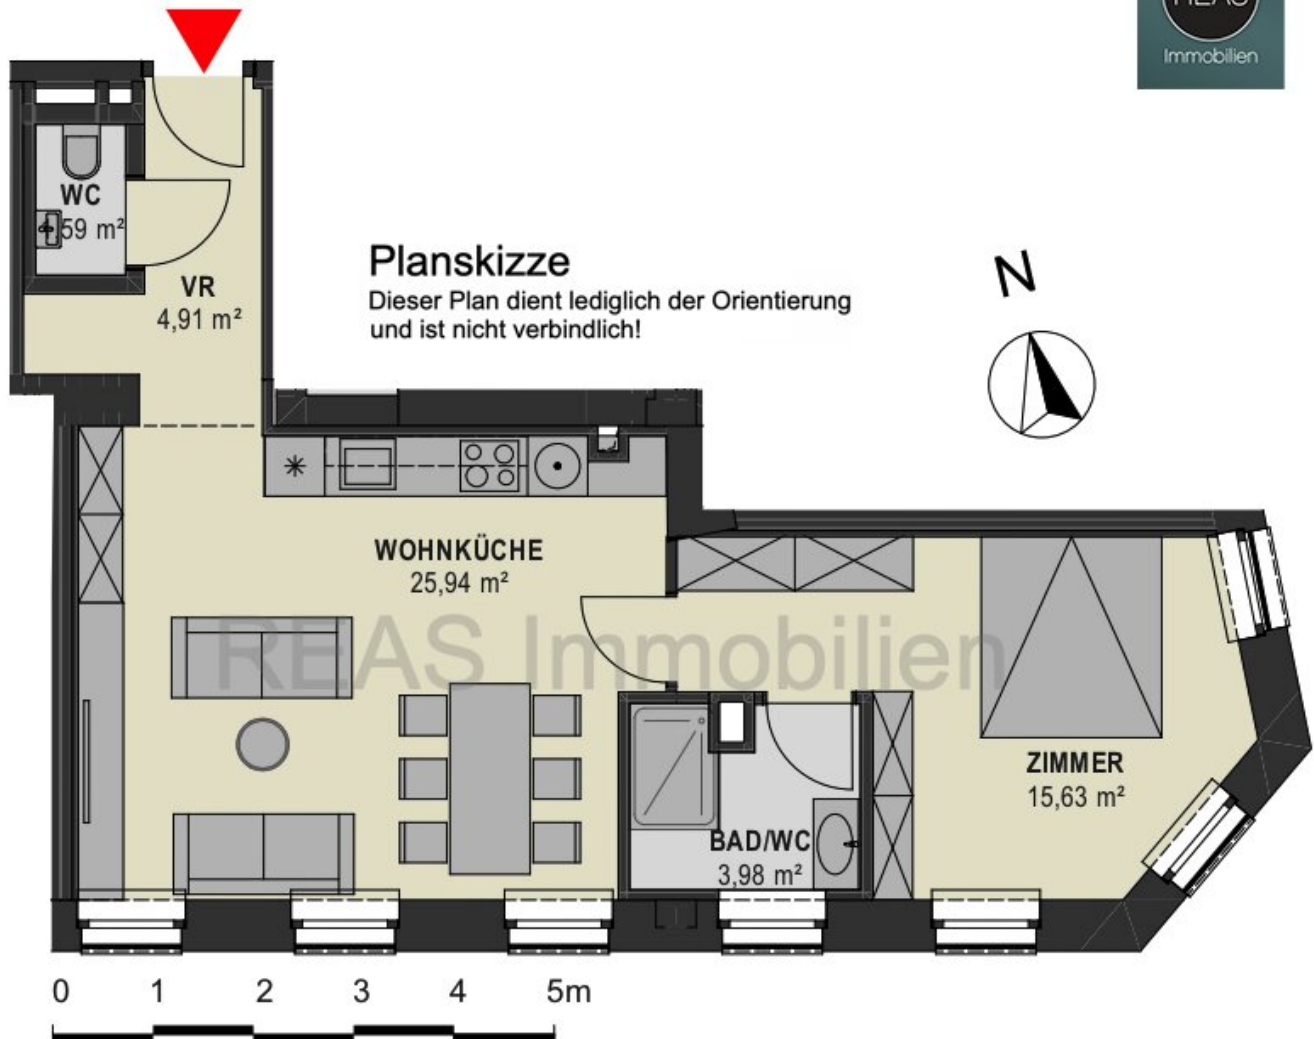 REAS
Immobilien
WC
1,59 m²
VR
4,91 m²
Planskizze
Dieser Plan dient lediglich der Orientierung
und ist nicht verbindlich!
N
WOHNKÜCHE
25,94 m²
REAS Immobilien
ZIMMER
15,63 m²
BAD/WC
3,98 m²
0 1 2 3 4 5m